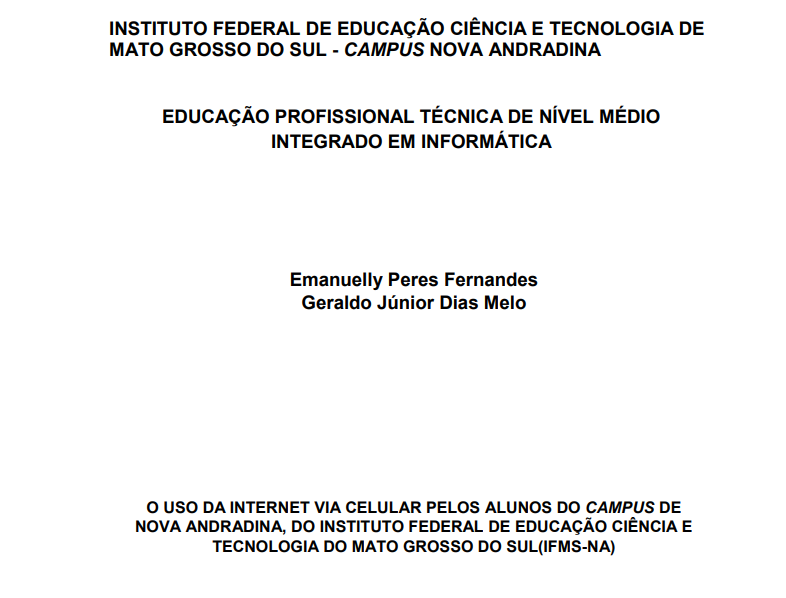 INSTITUTO FEDERAL DE EDUCAÇÃO CIÊNCIA E TECNOLOGIA DE
MATO GROSSO DO SUL - CAMPUS NOVA ANDRADINA
EDUCAÇÃO PROFISSIONAL TÉCNICA DE NÍVEL MÉDIO
INTEGRADO EM INFORMÁTICA
Emanuelly Peres Fernandes
Geraldo Júnior Dias Melo
O USO DA INTERNET VIA CELULAR PELOS ALUNOS DO CAMPUS DE
NOVA ANDRADINA, DO INSTITUTO FEDERAL DE EDUCAÇÃO CIÊNCIA E
TECNOLOGIA DO MATO GROSSO DO SUL(IFMS-NA)